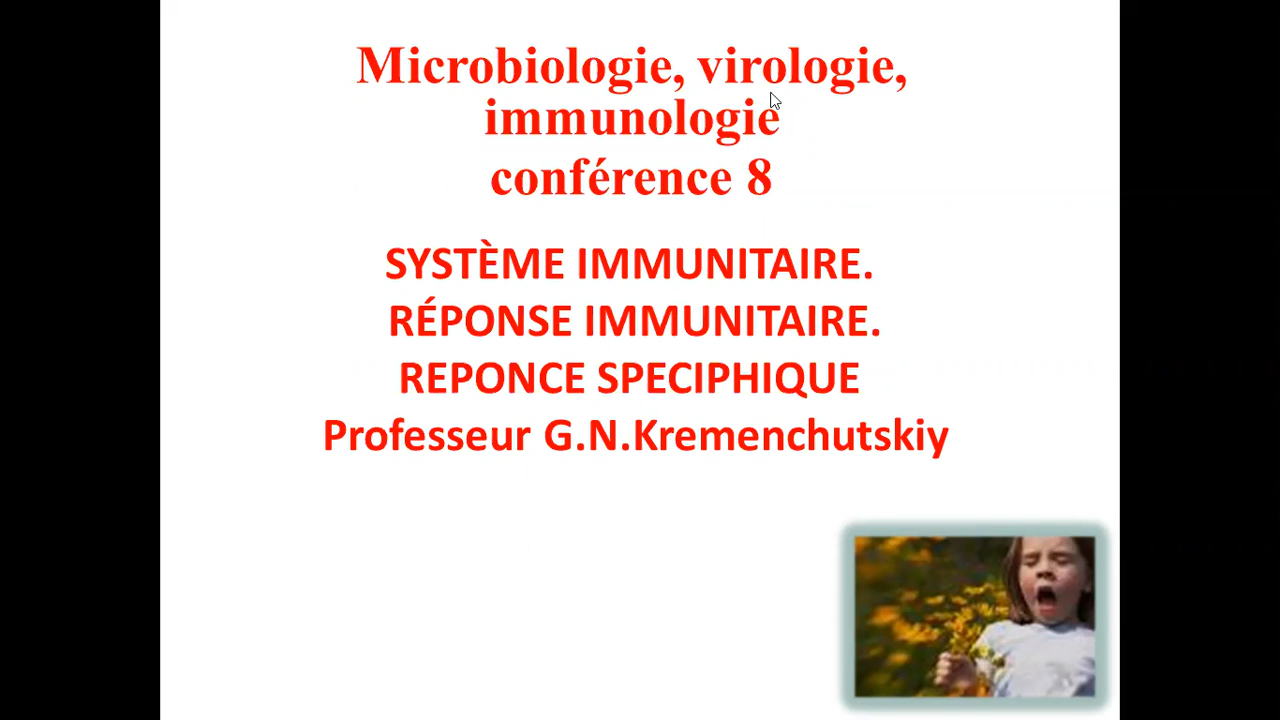 Microbiologie, virologie,
immunologie
conférence 8
SYSTÈME IMMUNITAIRE.
RÉPONSE IMMUNITAIRE.
REPONCE SPECIPHIQUE
Professeur G.N.Kremenchutskiy